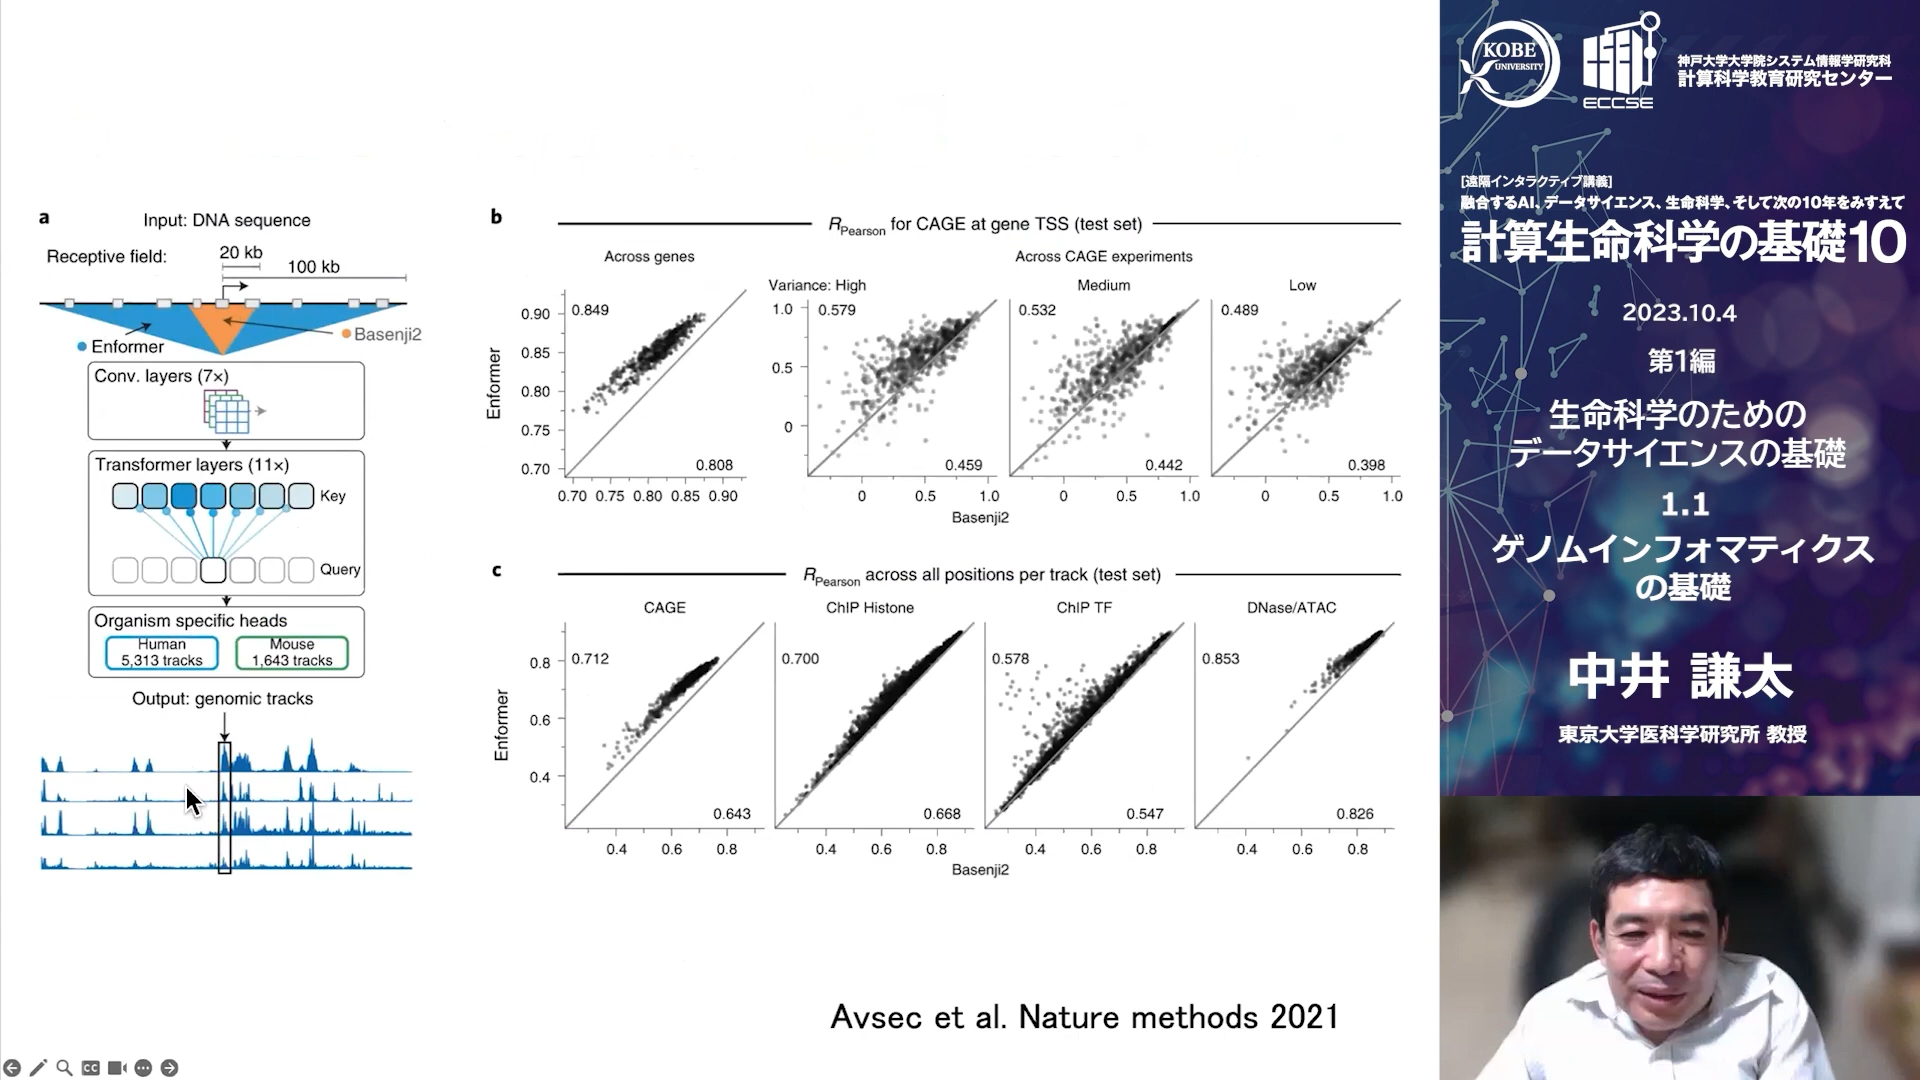 a
Input: DNA sequence
Receptive field:
20 kb
100 kb
Enformer
Basenji2
Conv. layers (7×)
Transformer layers (11×)
Key
Query
Organism specific heads
Human
5,313 tracks
Mouse
1,643 tracks
Output: genomic tracks
b
RPearson for CAGE at gene TSS (test set)
Across genes
Across CAGE experiments
Variance: High
Medium
Low
Enformer
0.90
0.85
0.80
0.75
0.70
0.849
0.808
0.70 0.75 0.80 0.85 0.90
1.0
0.5
0
0.579
0.459
0 0.5 1.0
0.532
0.442
0 0.5 1.0
0.489
0.398
0 0.5 1.0
Basenji2
c
RPearson across all positions per track (test set)
CAGE
ChIP Histone
ChIP TF
DNase/ATAC
Enformer
0.8
0.6
0.4
0.712
0.643
0.4 0.6 0.8
0.700
0.668
0.4 0.6 0.8
0.578
0.547
0.4 0.6 0.8
0.853
0.826
0.4 0.6 0.8
Basenji2
Avsec et al. Nature methods 2021
CC
KOBE
UNIVERSITY
ECCSE
神戸大学大学院システム情報学研究科
計算科学教育研究センター
[遠隔インタラクティブ講義]
融合するAI、データサイエンス、生命科学、そして次の10年をみすえて
計算生命科学の基礎10
2023.10.4
第1編
生命科学のための
データサイエンスの基礎
1.1
ゲノムインフォマティクス
の基礎
中井 謙太
東京大学医科学研究所 教授